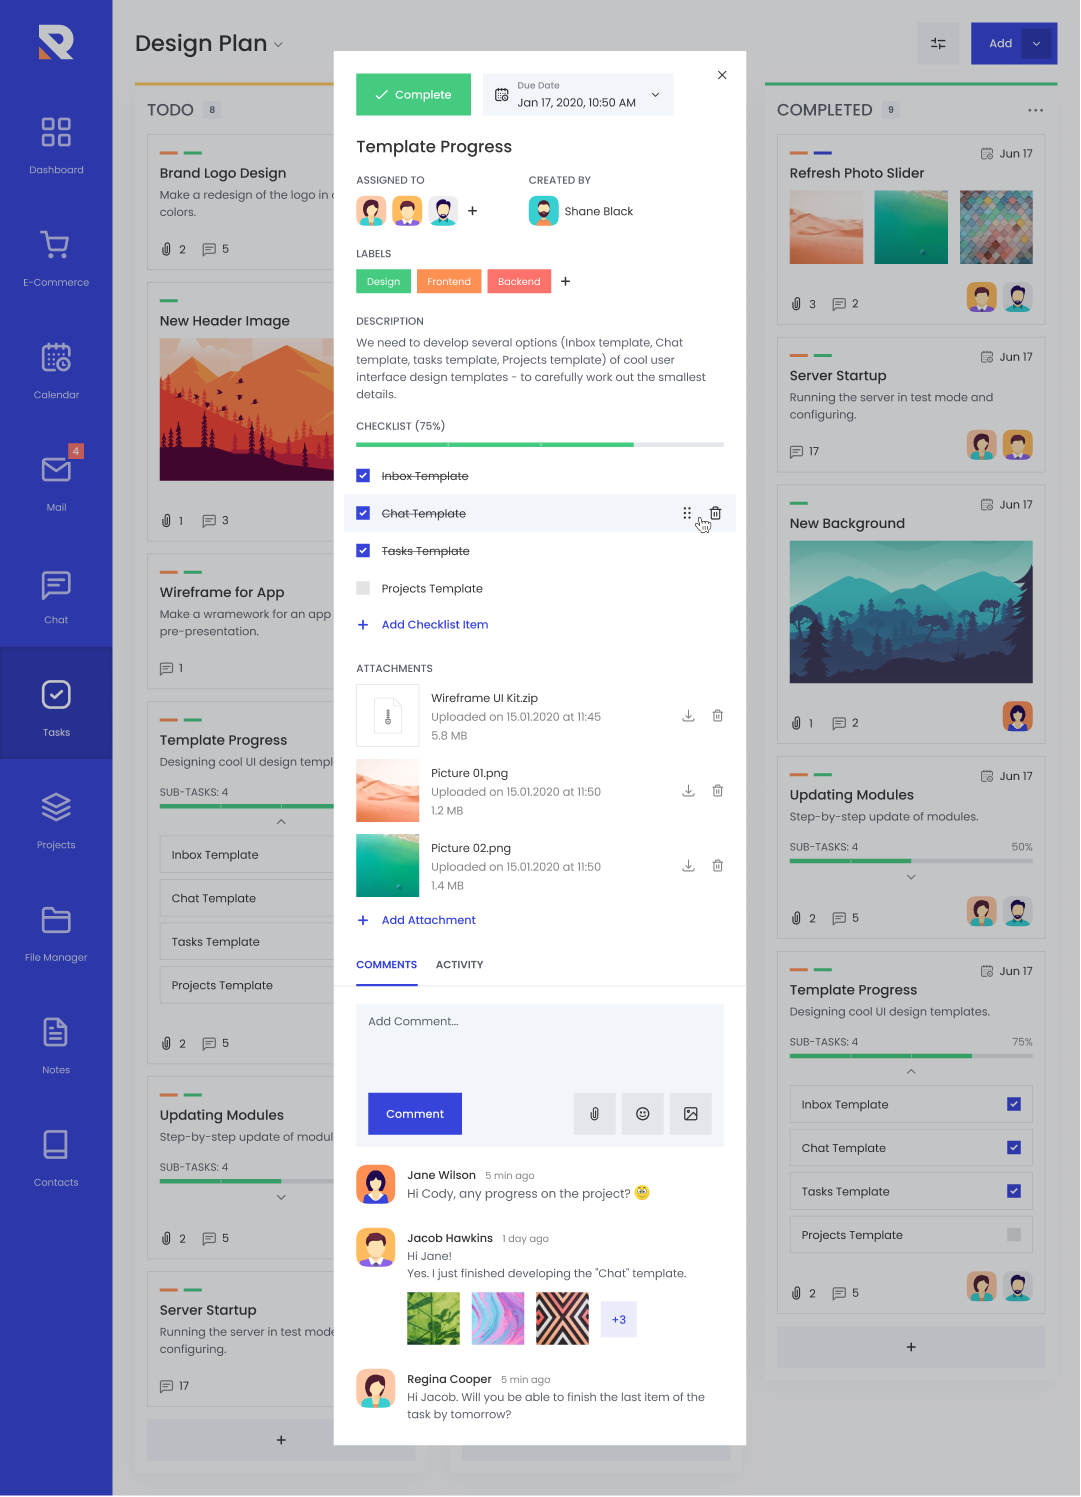 Dashboard
E-Commerce
Calendar
4
Mail
Chat
Tasks
Projects
File Manager
Notes
Contacts
Design Plan
Add
TODO 8
Brand Logo Design
Make a redesign of the logo in
colors.
2 5
New Header Image
1 3
Wireframe for App
Make a wramework for an app
pre-presentation.
1
Template Progress
Designing cool UI design templ
SUB-TASKS: 4
Inbox Template
Chat Template
Tasks Template
Projects Template
2 5
Updating Modules
Step-by-step update of modul
SUB-TASKS: 4
2 5
Server Startup
Running the server in test mode
configuring.
17
+
Complete
Due Date
Jan 17, 2020, 10:50 AM
Template Progress
ASSIGNED TO
CREATED BY
+
Shane Black
LABELS
Design Frontend Backend +
DESCRIPTION
We need to develop several options (Inbox template, Chat
template, tasks template, Projects template) of cool user
interface design templates - to carefully work out the smallest
details.
CHECKLIST (75%)
Inbox Template
Chat Template
Tasks Template
Projects Template
+ Add Checklist Item
ATTACHMENTS
Wireframe UI Kit.zip
Uploaded on 15.01.2020 at 11:45
5.8 MB
Picture 01.png
Uploaded on 15.01.2020 at 11:50
1.2 MB
Picture 02.png
Uploaded on 15.01.2020 at 11:50
1.4 MB
+ Add Attachment
COMMENTS ACTIVITY
Add Comment...
Comment
Jane Wilson 5 min ago
Hi Cody, any progress on the project? 
Jacob Hawkins 1 day ago
Hi Jane!
Yes. I just finished developing the "Chat" template.
+3
Regina Cooper 5 min ago
Hi Jacob. Will you be able to finish the last item of the
task by tomorrow?
COMPLETED 9
Jun 17
Refresh Photo Slider
3 2
Jun 17
Server Startup
Running the server in test mode and
configuring.
17
Jun 17
New Background
1 2
Jun 17
Updating Modules
Step-by-step update of modules.
SUB-TASKS: 4 50%
2 5
Jun 17
Template Progress
Designing cool UI design templates.
SUB-TASKS: 4 75%
Inbox Template
Chat Template
Tasks Template
Projects Template
2 5
+